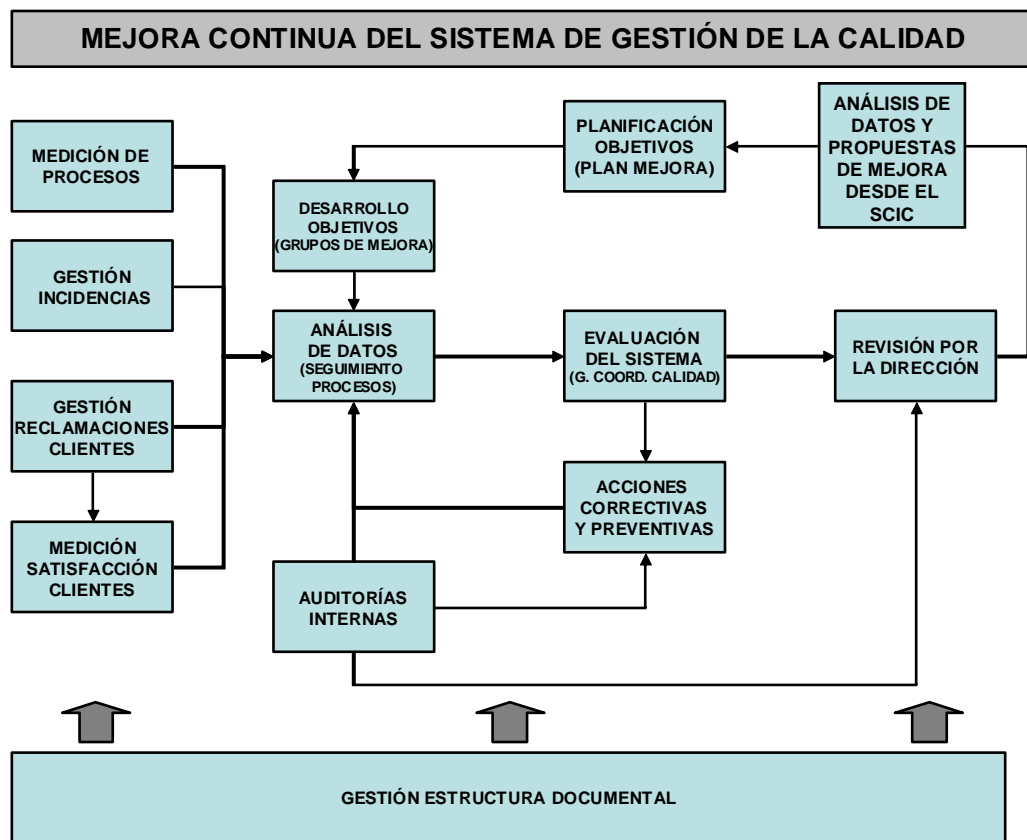 MEJORA CONTINUA DEL SISTEMA DE GESTIÓN DE LA CALIDAD
MEDICIÓN DE
PROCESOS
GESTIÓN
INCIDENCIAS
GESTIÓN
RECLAMACIONES
CLIENTES
MEDICIÓN
SATISFACCIÓN
CLIENTES
DESARROLLO
OBJETIVOS
(GRUPOS DE MEJORA)
ANÁLISIS
DE DATOS
(SEGUIMIENTO
PROCESOS)
AUDITORÍAS
INTERNAS
PLANIFICACIÓN
OBJETIVOS
(PLAN MEJORA)
EVALUACIÓN
DEL SISTEMA
(G. COORD. CALIDAD)
ACCIONES
CORRECTIVAS
Y PREVENTIVAS
ANÁLISIS DE
DATOS Y
PROPUESTAS
DE MEJORA
DESDE EL
SCIC
REVISIÓN POR
LA DIRECCIÓN
GESTIÓN ESTRUCTURA DOCUMENTAL